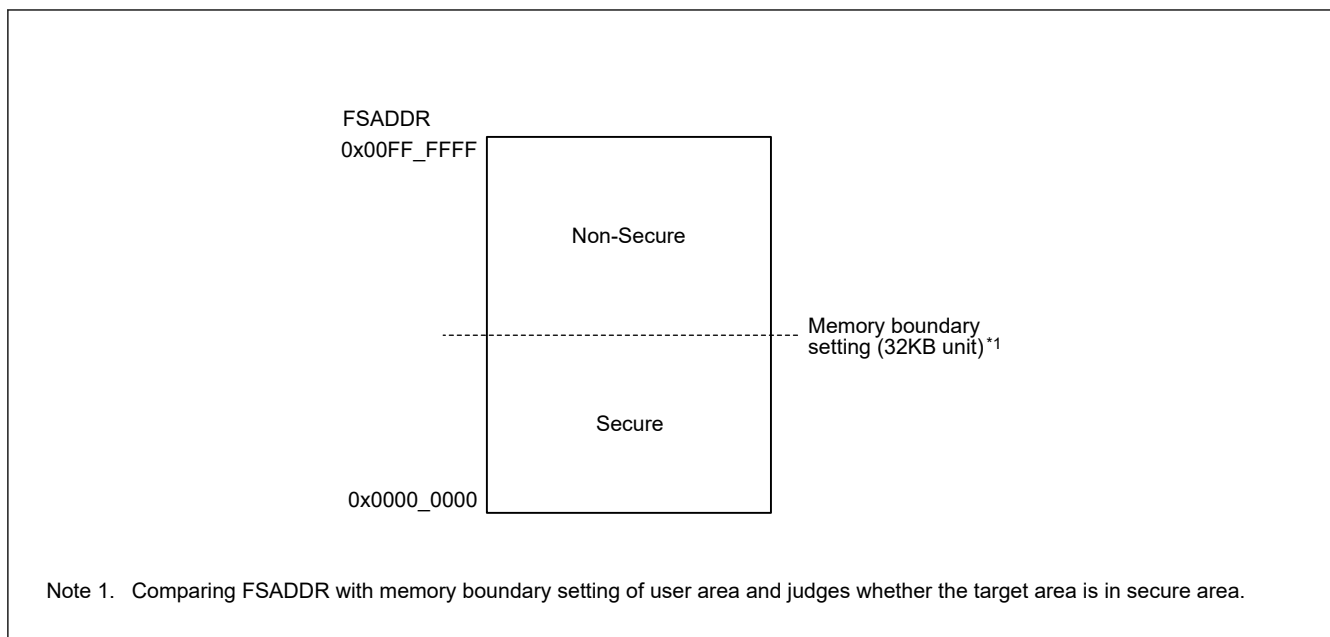 FSADDR
0x00FF_FFFF
Non-Secure
Memory boundary
setting (32KB unit)*1
Secure
0x0000_0000
Note 1. Comparing FSADDR with memory boundary setting of user area and judges whether the target area is in secure area.